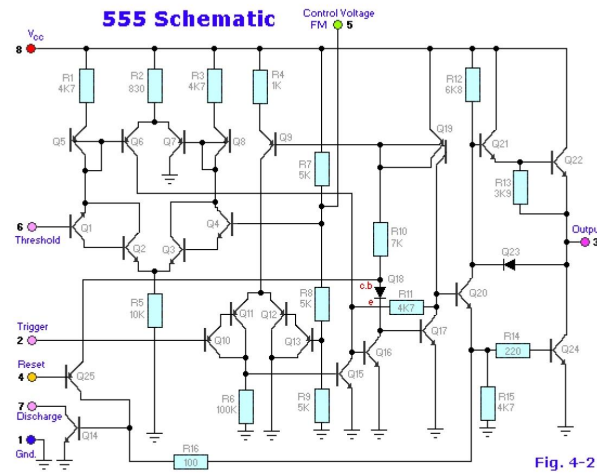 555 Schematic
Control Voltage
FM 5
Vcc
8
R1
4K7
R2
830
R3
4K7
R4
1K
R12
6K8
Q5
Q6
Q7
Q8
Q9
Q19
Q21
Q22
R7
5K
R13
3K9
6
Threshold
Q1
Q2
Q3
Q4
R10
7K
Outpu
3
Q23
Q18
c.b
e
R11
4K7
R5
10K
R8
5K
Q20
Trigger
2
Q10
Q11
Q12
Q13
Q16
Q17
R14
220
Q24
Reset
4
Q25
Q15
7
Discharge
R6
100K
R9
5K
R15
4K7
Q14
1
Gnd.
R16
100
Fig. 4-2